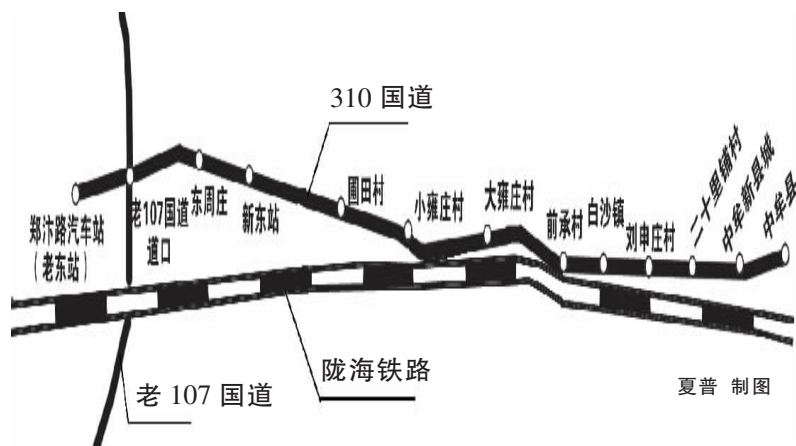 310 国道
郑汴路汽车站
（老东站）
老107国道
道口
东周庄
新东站
圃田村
小雍庄村
大雍庄村
前承村
白沙镇
刘申庄村
二十里铺村
中牟新县城
中牟县
陇海铁路
老 107 国道
夏普 制图